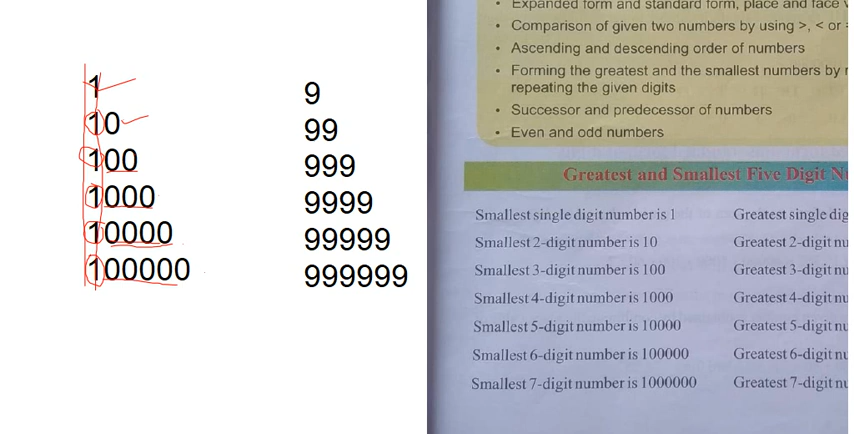 1
10
100
1000
10000
100000
9
99
999
9999
99999
999999
• Expanded form and standard form, place and face
• Comparison of given two numbers by using >, < or
• Ascending and descending order of numbers
• Forming the greatest and the smallest numbers by
repeating the given digits
• Successor and predecessor of numbers
• Even and odd numbers
Greatest and Smallest Five Digit
Smallest single digit number is 1
Smallest 2-digit number is 10
Smallest 3-digit number is 100
Smallest 4-digit number is 1000
Smallest 5-digit number is 10000
Smallest 6-digit number is 100000
Smallest 7-digit number is 1000000
Greatest single
Greatest 2-digit
Greatest 3-digit
Greatest 4-digit
Greatest 5-digit
Greatest 6-digit
Greatest 7-digit